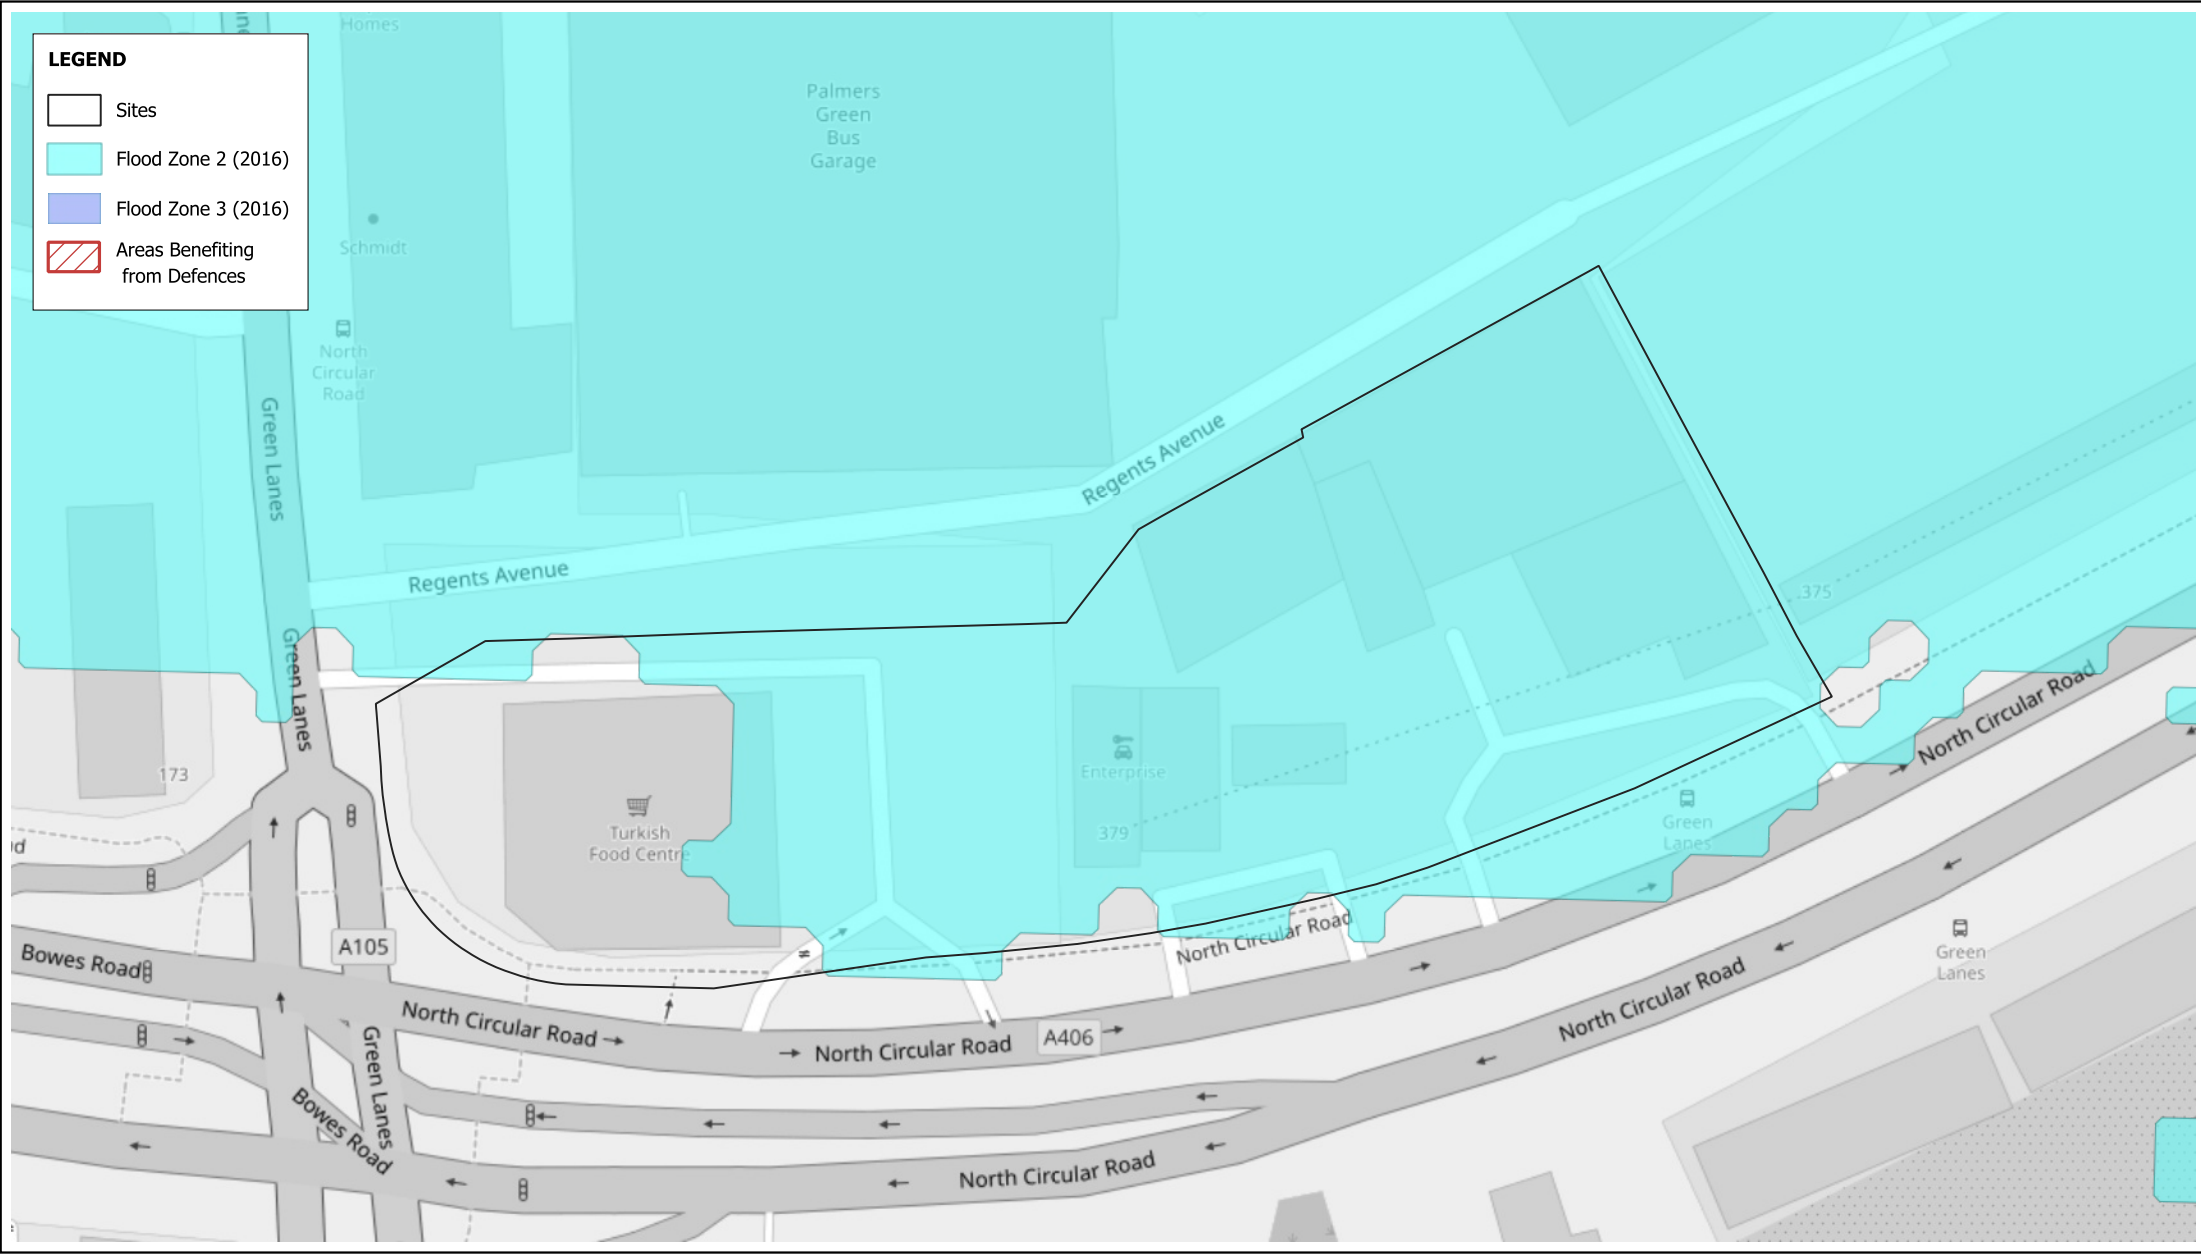 LEGEND
Sites
Flood Zone 2 (2016)
Flood Zone 3 (2016)
Areas Benefiting
from Defences
Homes
Palmers
Green
Bus
Garage
Schmidt
North
Circular
Road
Green Lanes
Regents Avenue
Regents Avenue
Green Lanes
375
173
Enterprise
379
Turkish
Food Centre
Green
Lanes
North Circular Road
North Circular Road
A105
Bowes Road
North Circular Road
North Circular Road
A406
Green Lanes
Bowes Road
North Circular Road
North Circular Road
Green
Lanes